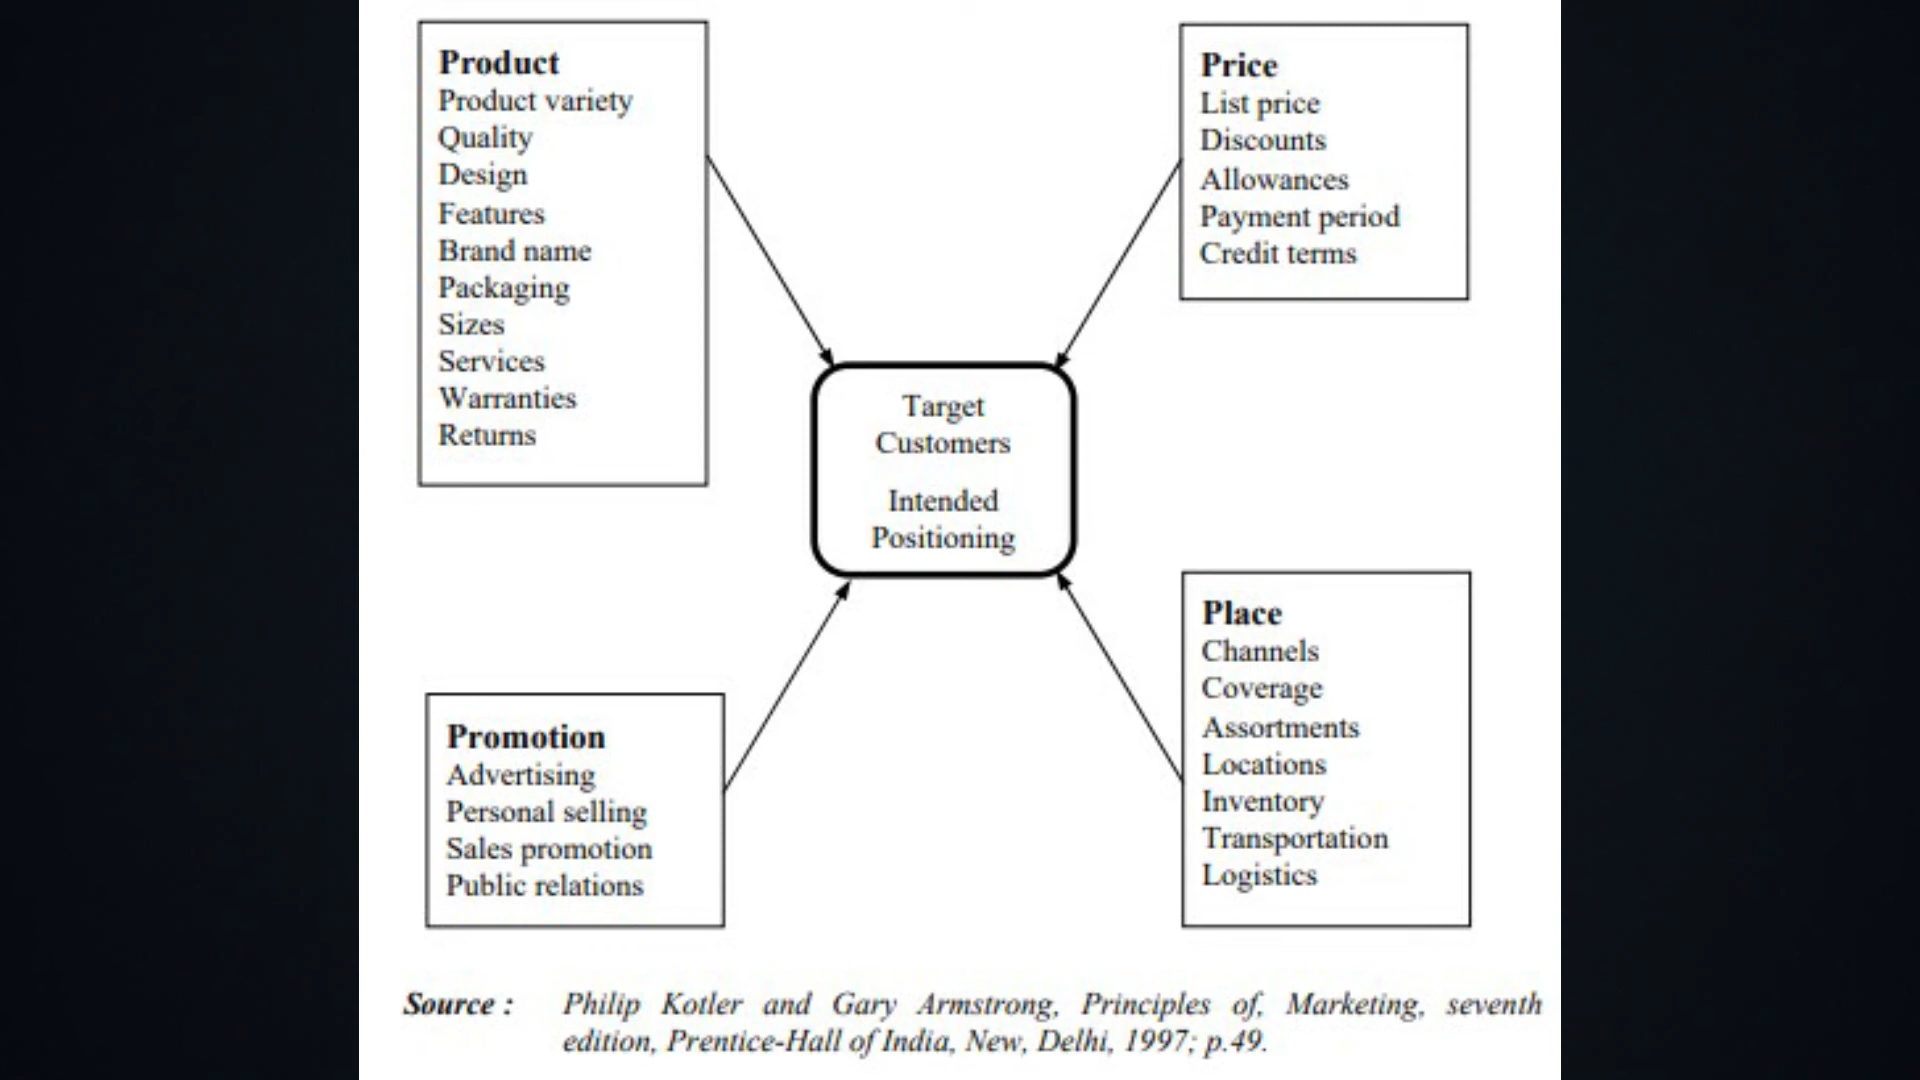 Product
Product variety
Quality
Design
Features
Brand name
Packaging
Sizes
Services
Warranties
Returns
Price
List price
Discounts
Allowances
Payment period
Credit terms
Target
Customers
Intended
Positioning
Promotion
Advertising
Personal selling
Sales promotion
Public relations
Place
Channels
Coverage
Assortments
Locations
Inventory
Transportation
Logistics
Source : Philip Kotler and Gary Armstrong, Principles of, Marketing, seventh
edition, Prentice-Hall of India, New, Delhi, 1997; p.49.